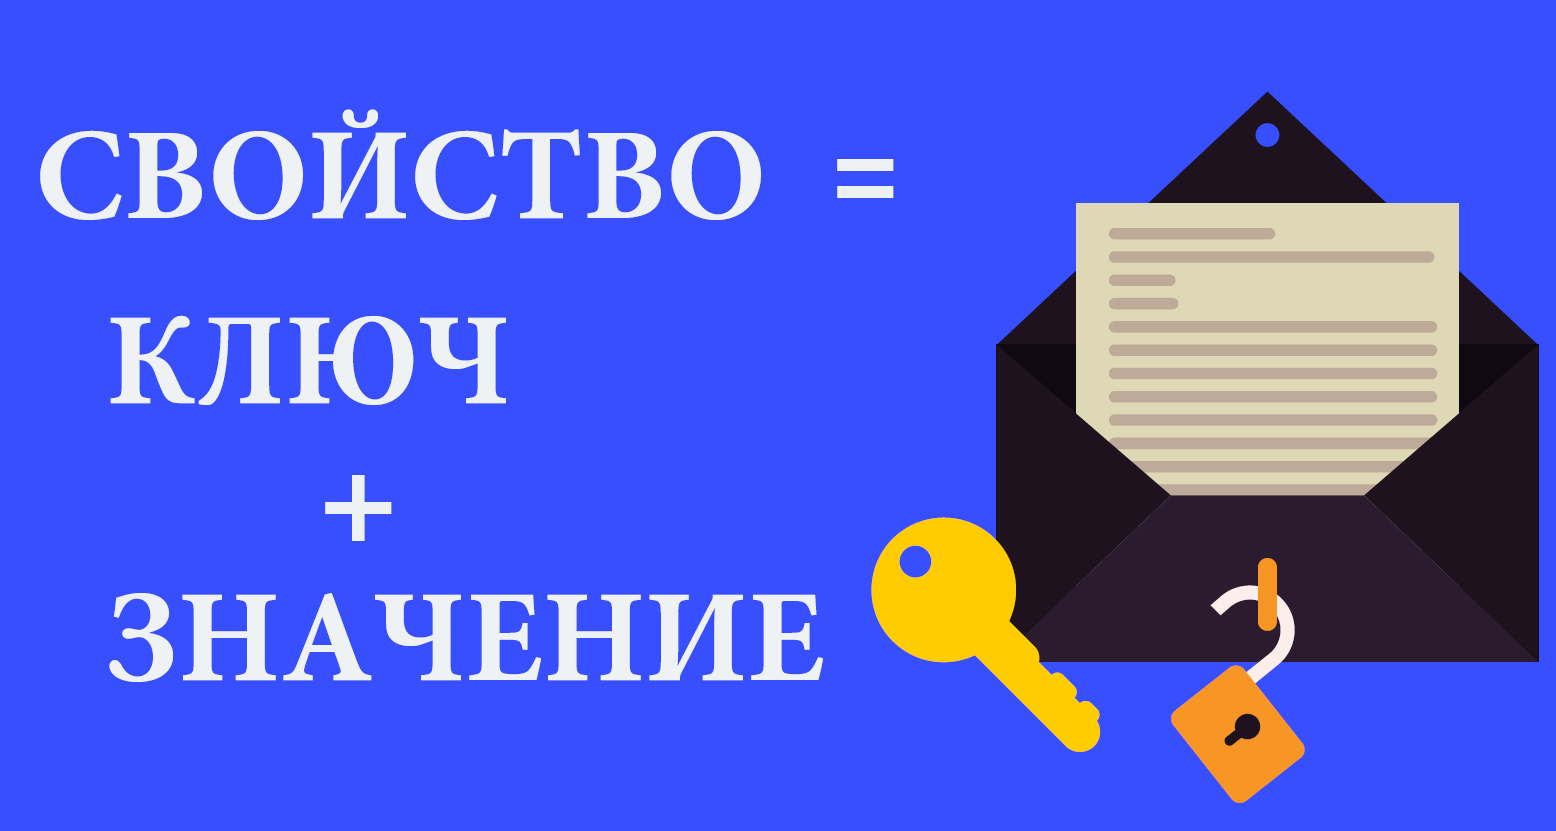 СВОЙСТВО =
КЛЮЧ
+
ЗНАЧЕНИЕ